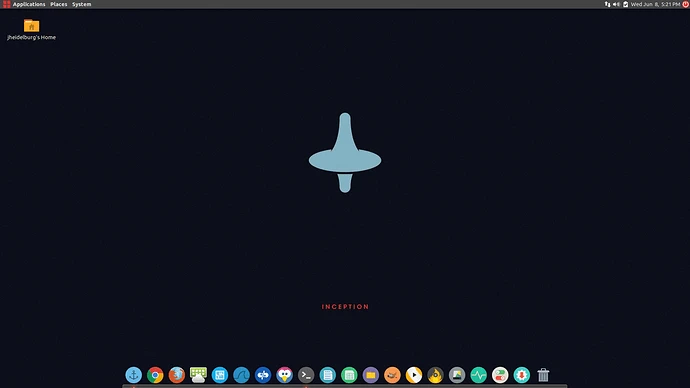 Applications Places System
Wed Jun 8, 5:21 PM
jheidelburg's Home
INCEPTION